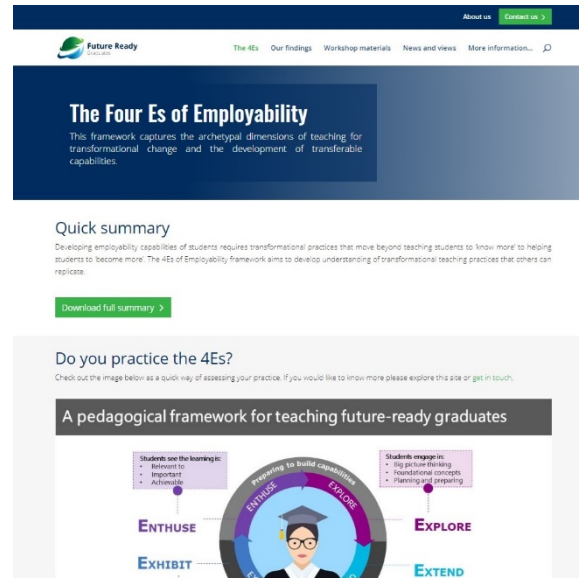 About us Contact us >
Future Ready
Graduates
The 4Es Our findings Workshop materials News and views More information...
The Four Es of Employability
This framework captures the archetypal dimensions of teaching for
transformational change and the development of transferable
capabilities.
Quick summary
Developing employability capabilities of students requires transformational practices that move beyond teaching students to 'know more' to helping
students to 'become more'. The 4Es of Employability framework aims to develop understanding of transformational teaching practices that others can
replicate.
Download full summary >
Do you practice the 4Es?
Check out the image below as a quick way of assessing your practice. If you would like to know more please explore this site or get in touch.
A pedagogical framework for teaching future-ready graduates
Students see the learning is:
• Relevant to
• Important
• Achievable
Preparing to build capabilities
Students engage in:
• Big picture thinking
• Foundational concepts
• Planning and preparing
ENTHUSE
EXPLORE
ENTHUSE
EXPLORE
EXHIBIT
EXTEND